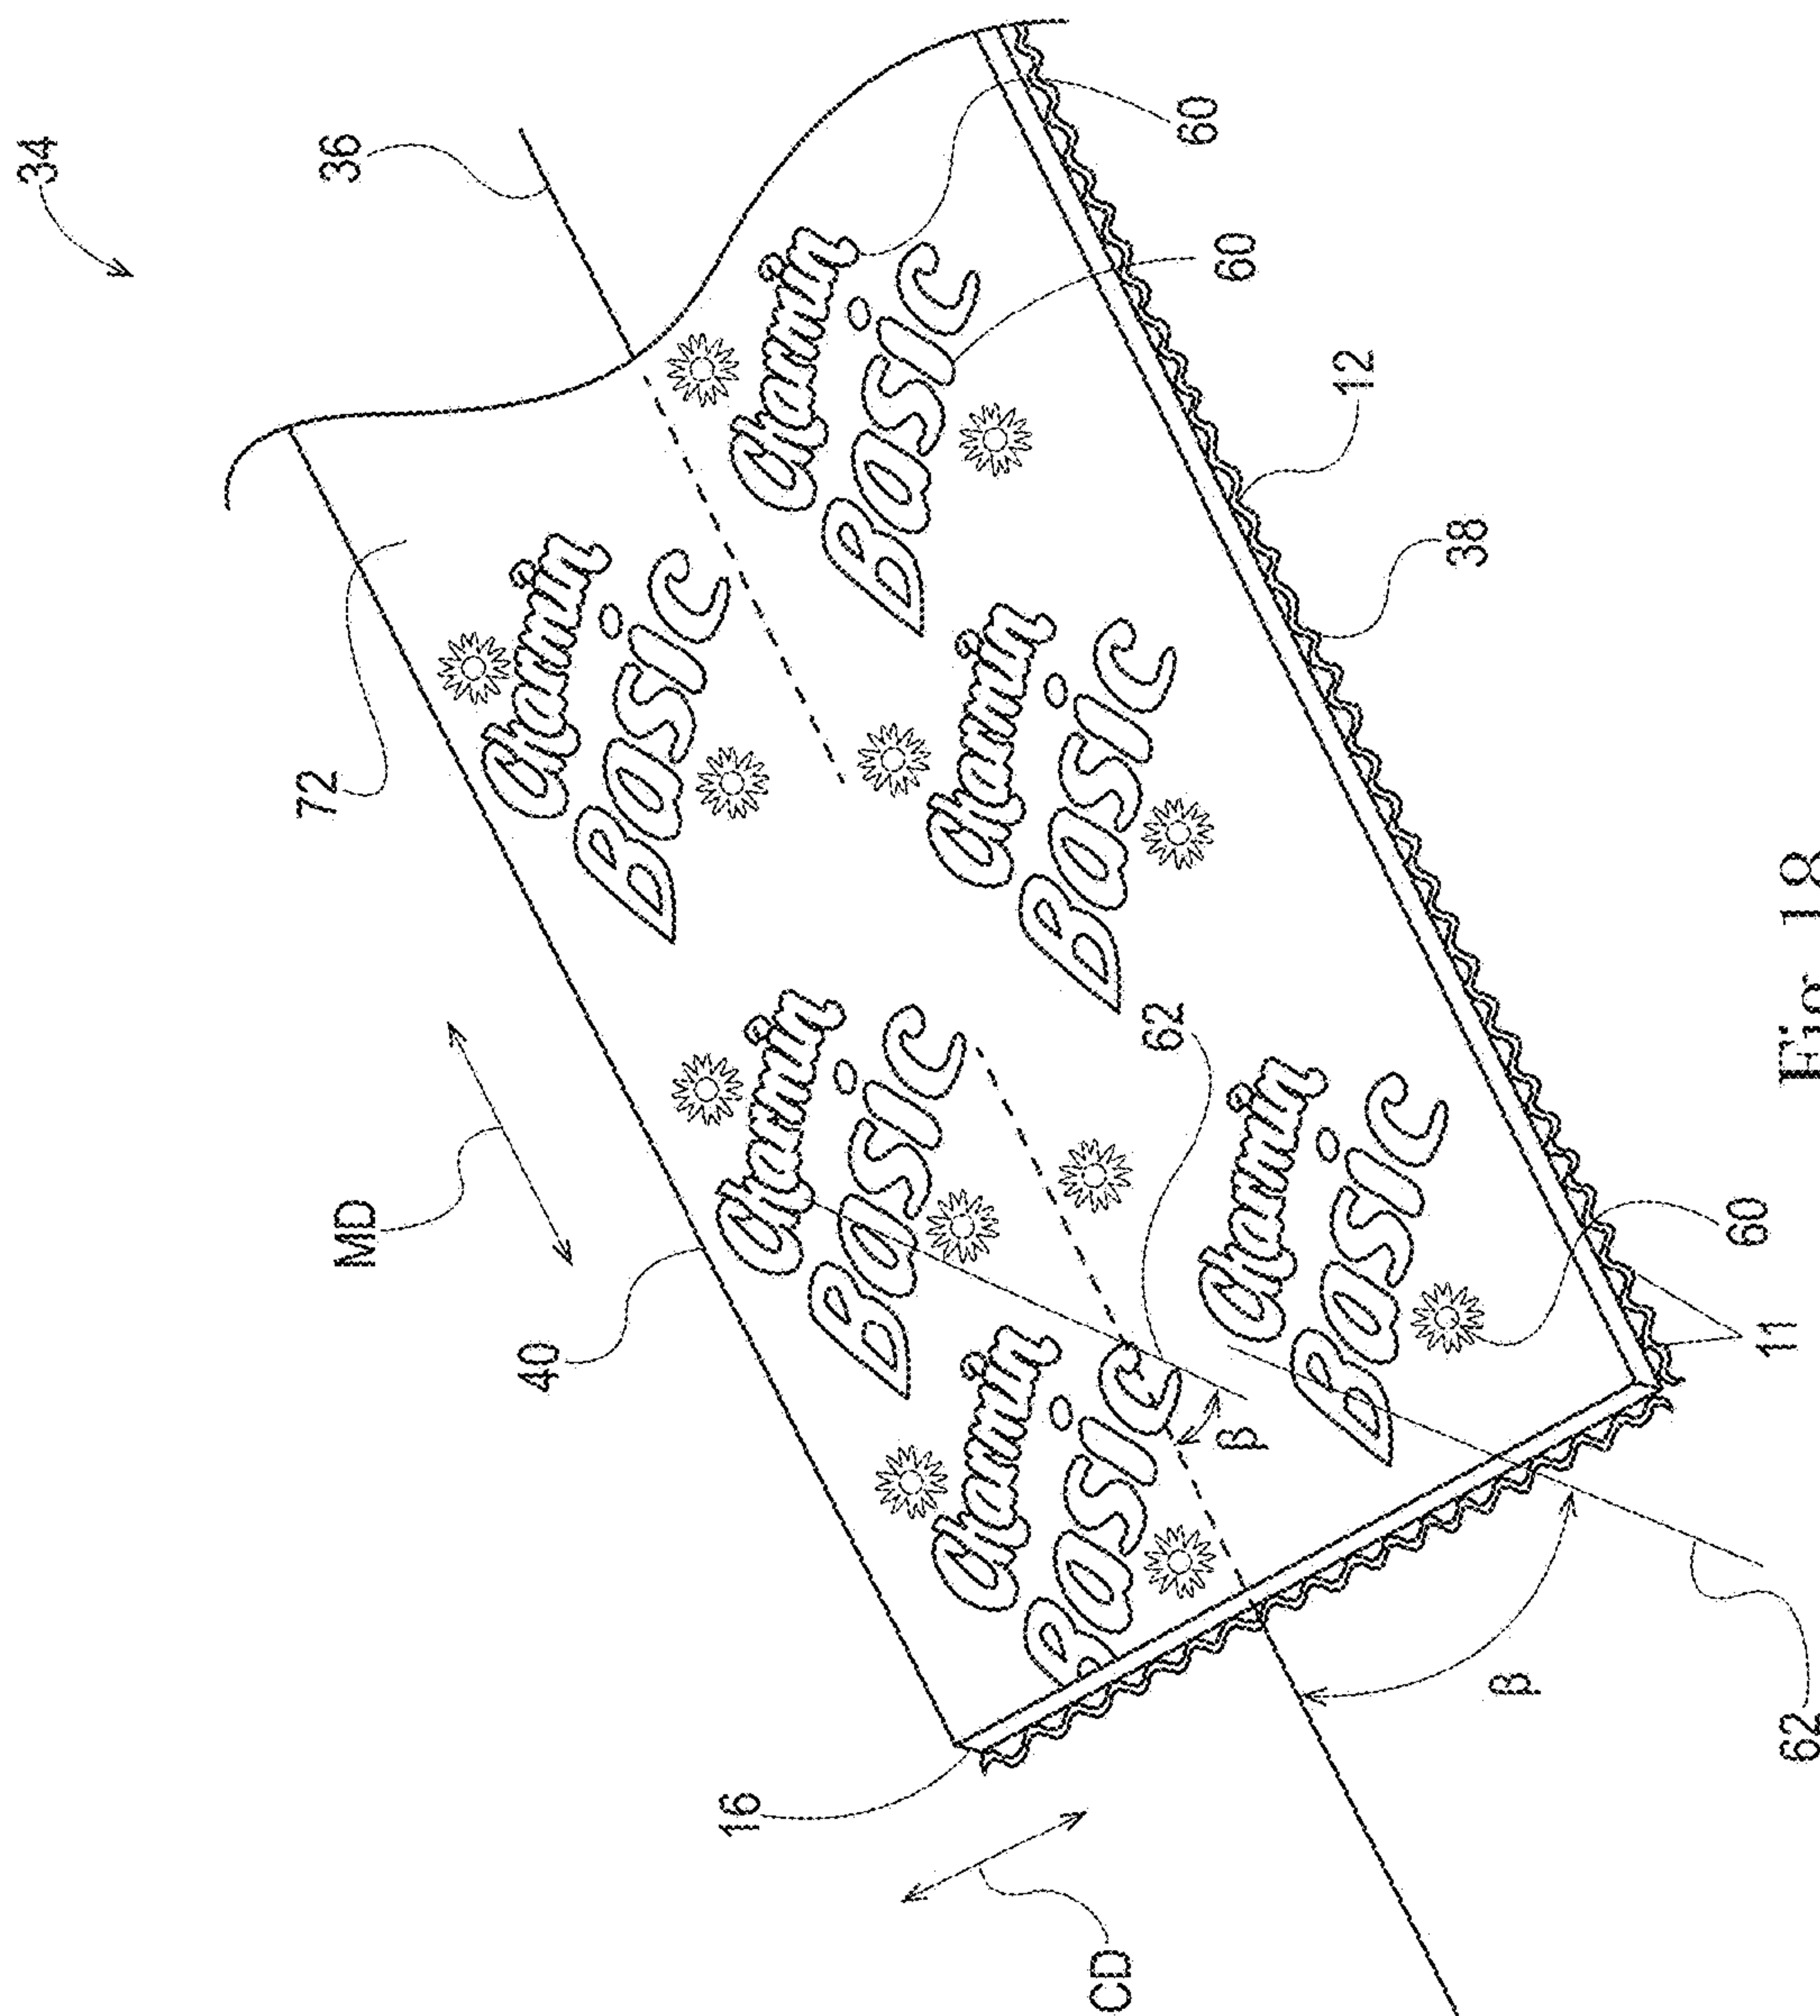 34
36
60
60
12
38
72
Charmin
Basic
Charmin
Basic
Charmin
Basic
MD
40
Charmin
Basic
62
Charmin
Basic
Charmin
Basic
60
11
β
β
62
16
CD
Fig. 18